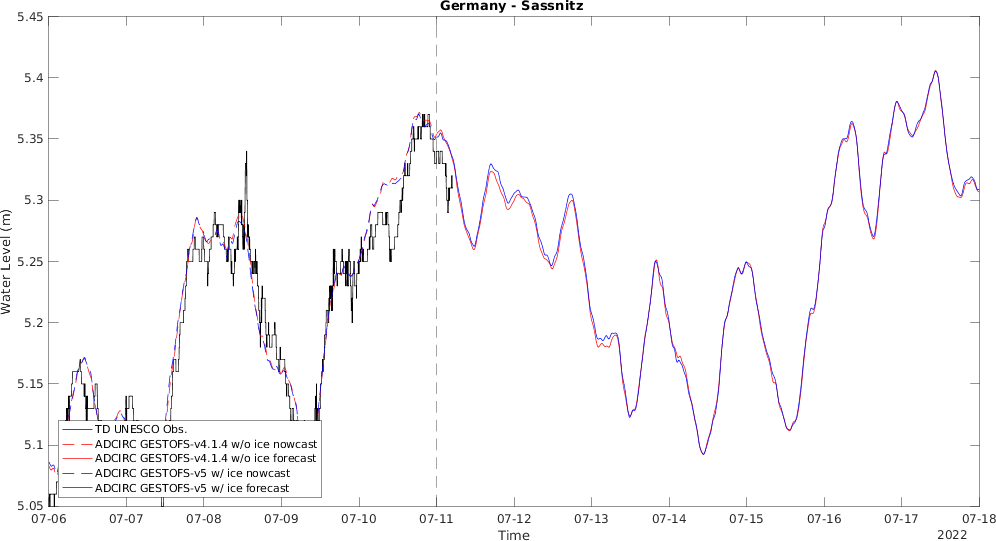 Germany - Sassnitz
5.45
5.4
5.35
5.3
5.25
5.2
5.15
5.1
5.05
Water Level (m)
TD UNESCO Obs.
ADCIRC GESTOFS-v4.1.4 w/o ice nowcast
ADCIRC GESTOFS-v4.1.4 w/o ice forecast
ADCIRC GESTOFS-v5 w/ ice nowcast
ADCIRC GESTOFS-v5 w/ ice forecast
07-06 07-07 07-08 07-09 07-10 07-11 07-12 07-13 07-14 07-15 07-16 07-17 07-18
Time
2022